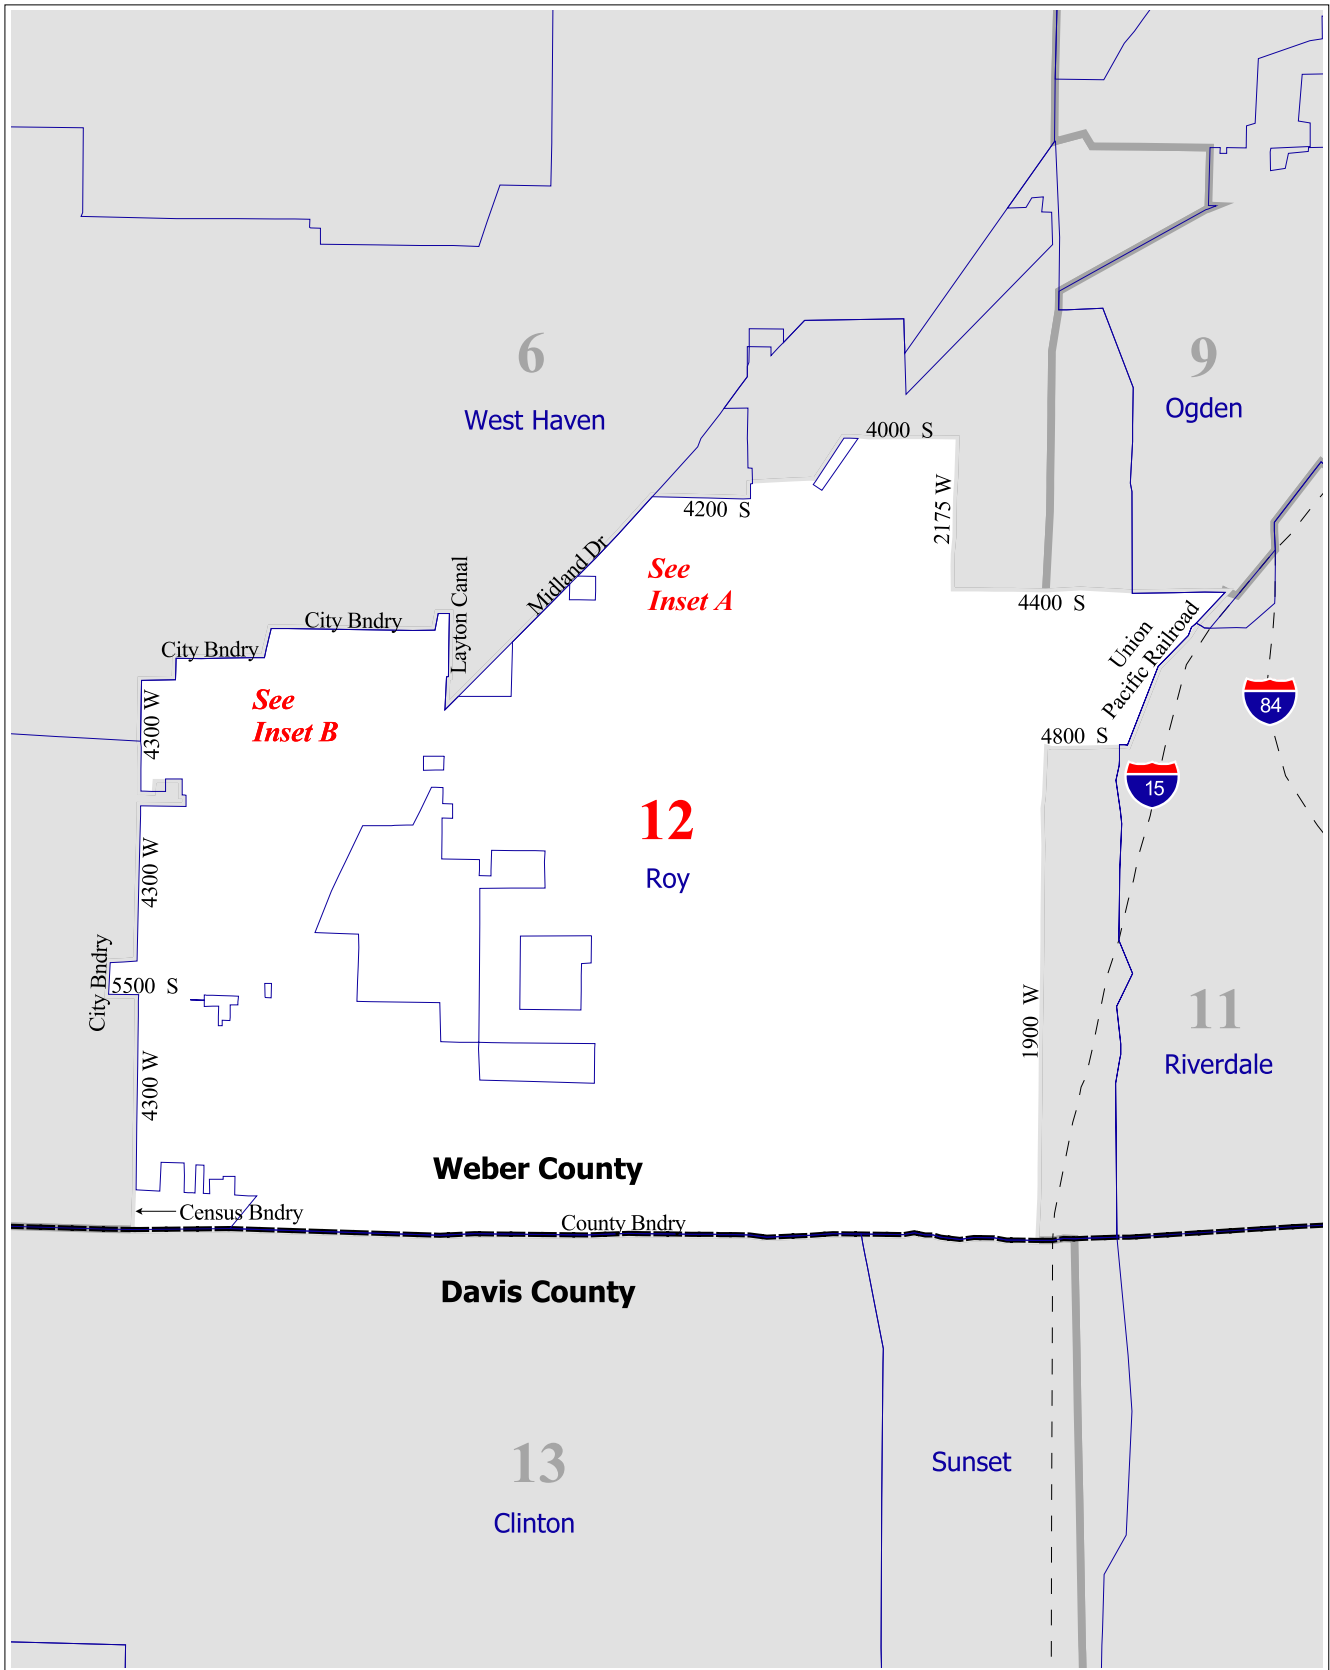 6
West Haven
9
Ogden
4000 S
4200 S
2175 W
See
Inset A
Midland Dr
Layton Canal
City Bndry
City Bndry
4400 S
Union
Pacific Railroad
See
Inset B
4300 W
84
4800 S
15
12
Roy
4300 W
City Bndry
5500 S
1900 W
11
Riverdale
4300 W
Weber County
Census Bndry
County Bndry
Davis County
13
Clinton
Sunset